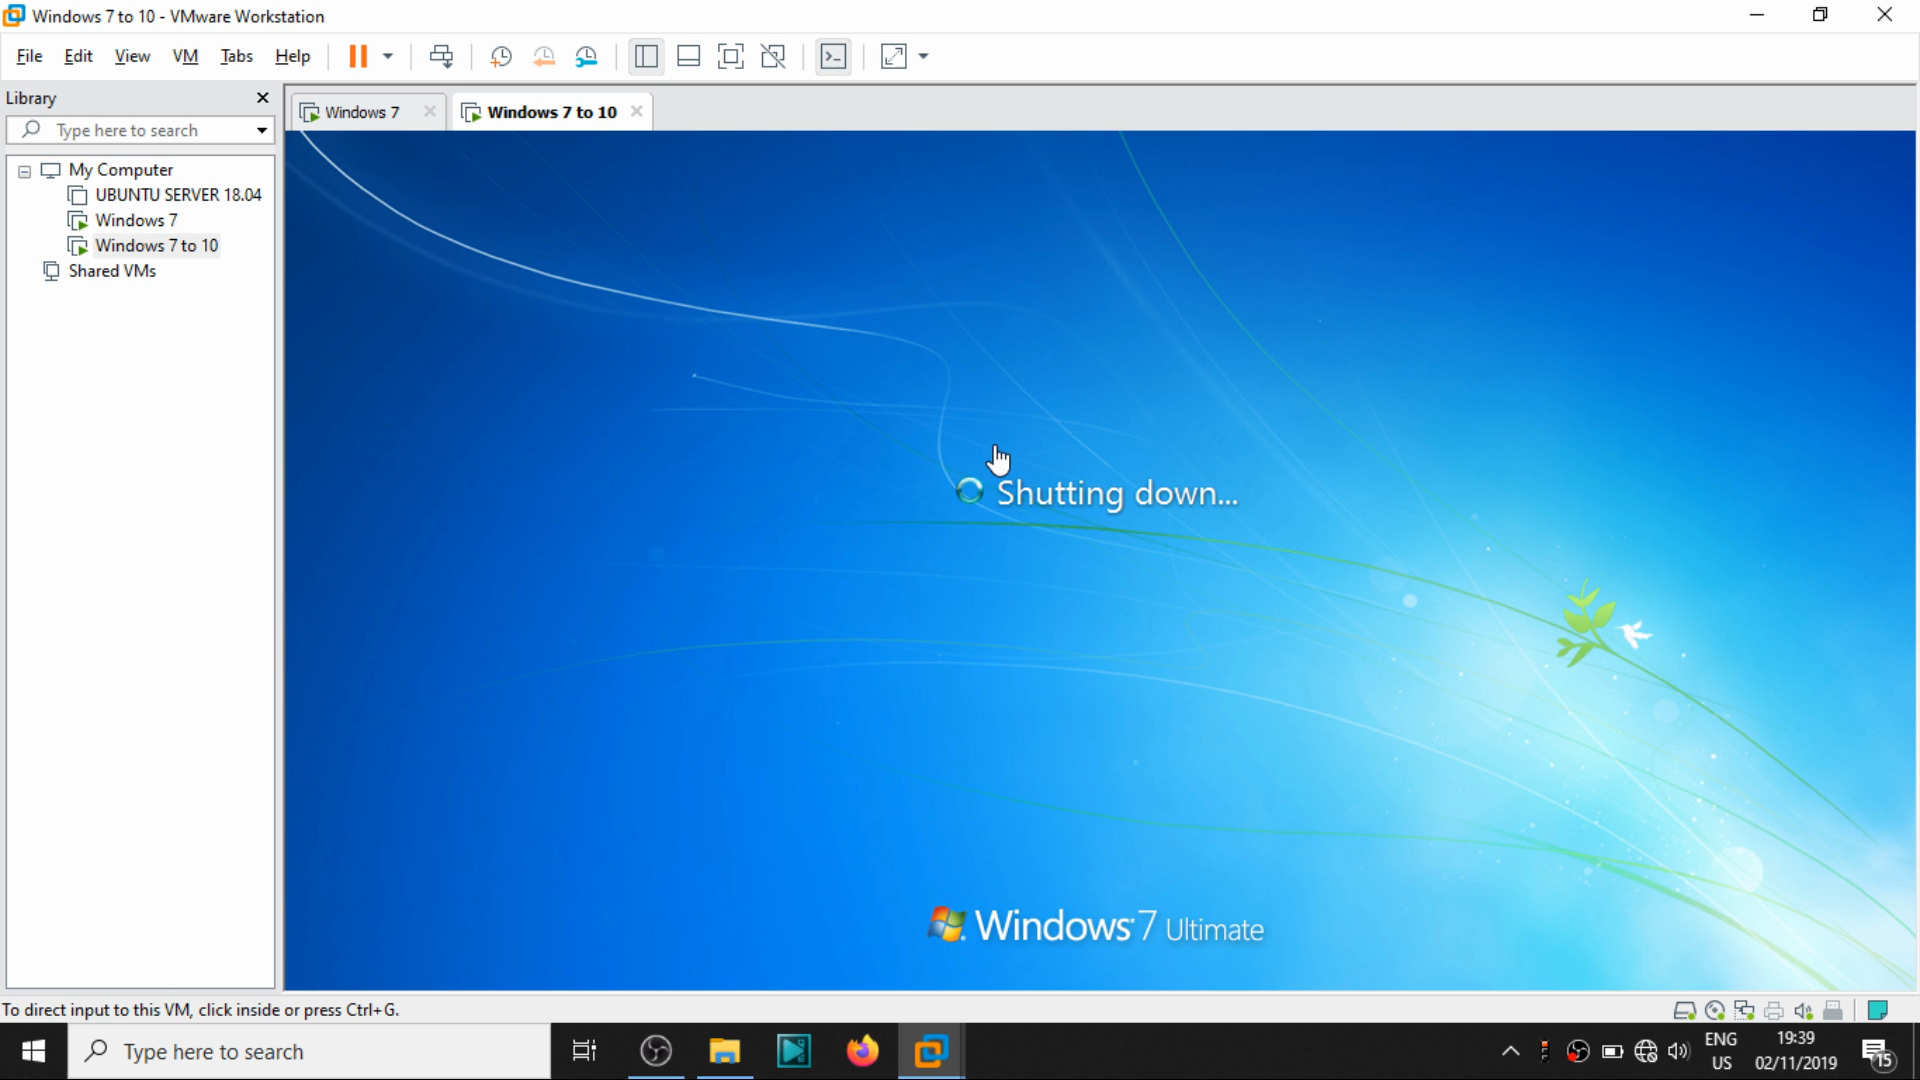 Windows 7 to 10 - VMware Workstation
File Edit View VM Tabs Help
Library
Type here to search
Windows 7
Windows 7 to 10
My Computer
UBUNTU SERVER 18.04
Windows 7
Windows 7 to 10
Shared VMs
Shutting down...
Windows 7 Ultimate
To direct input to this VM, click inside or press Ctrl+G.
Type here to search
ENG
US
19:39
02/11/2019
15